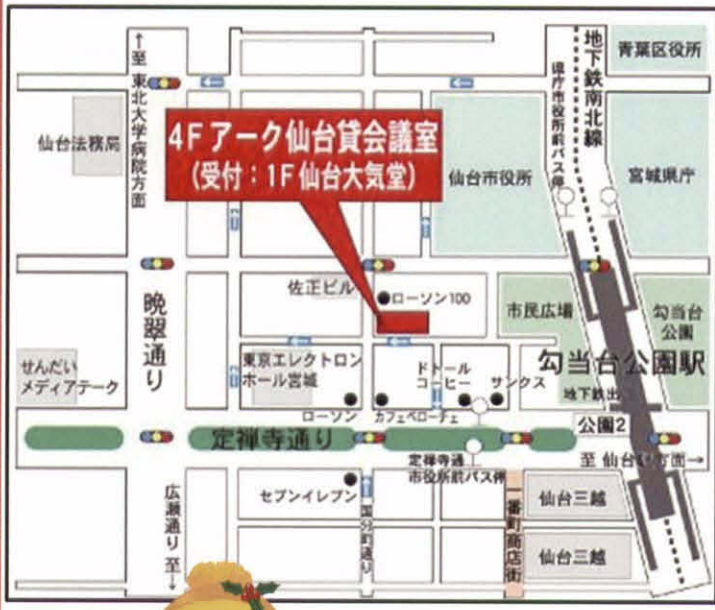 ↑至 東北大学病院方面
地下鉄南北線
県庁市役所前バス停
青葉区役所
仙台法務局
4Fアーク仙台貸会議室
(受付：1F仙台大気堂)
仙台市役所
宮城県庁
佐正ビル
ローソン100
市民広場
勾当台
公園
晩翠通り
せんだい
メディアテーク
東京エレクトロン
ホール宮城
ドトール
コーヒー
サンクス
勾当台公園駅
地下鉄出
ローソン
カフェベローチェ
公園2
定禅寺通り
定禅寺通
市役所前バス停
至 仙台駅方面→
セブンイレブン
広瀬通り 至→
国分町通り
一番町商店街
仙台三越
仙台三越